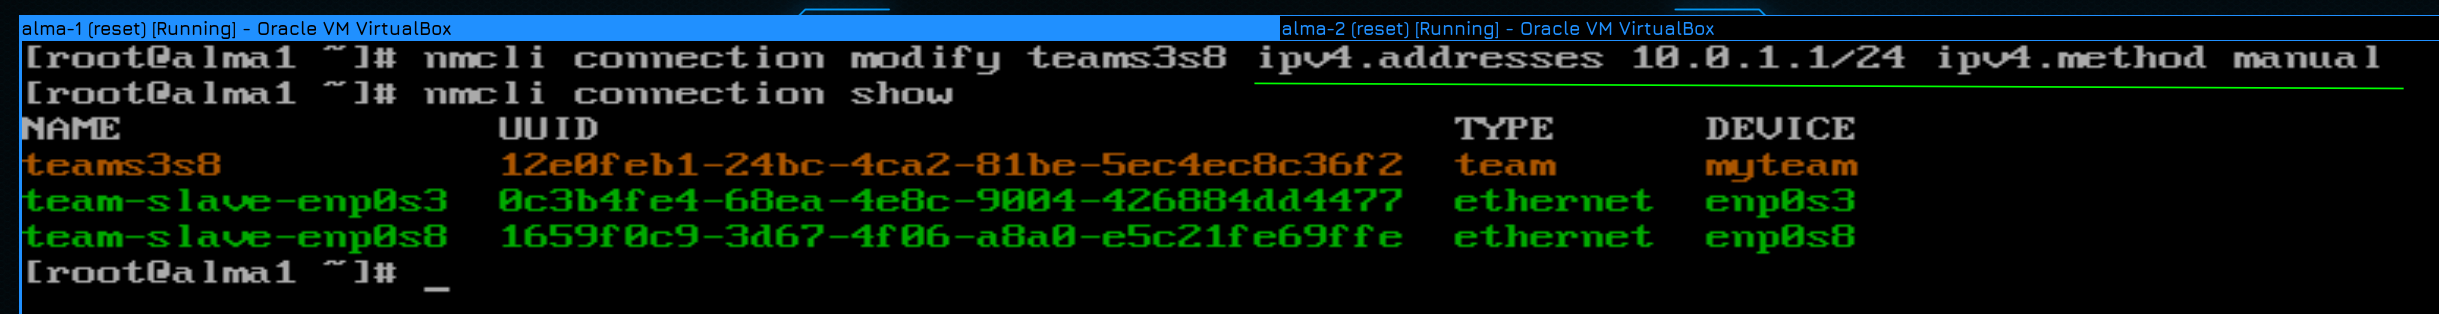 alma-1 (reset) [Running] - Oracle VM VirtualBox
alma-2 (reset) [Running] - Oracle VM VirtualBox
[root@alma1 ~]# nmcli connection modify teams3s8 ipv4.addresses 10.0.1.1/24 ipv4.method manual
[root@alma1 ~]# nmcli connection show
NAME UUID TYPE DEVICE
teams3s8 12e0feb1-24bc-4ca2-81be-5ec4ec8c36f2 team myteam
team-slave-enp0s3 0c3b4fe4-68ea-4e8c-9004-426884dd4477 ethernet enp0s3
team-slave-enp0s8 1659f0c9-3d67-4f06-a8a0-e5c21fe69ffe ethernet enp0s8
[root@alma1 ~]# _